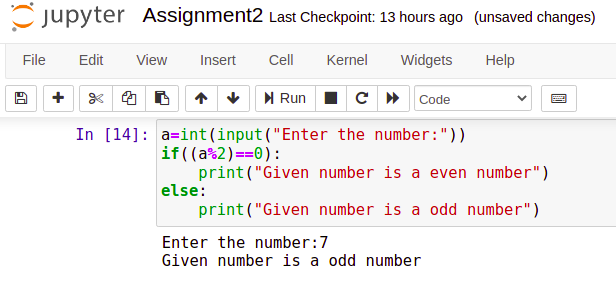 jupyter Assignment2 Last Checkpoint: 13 hours ago (unsaved changes)
File Edit View Insert Cell Kernel Widgets Help
Run Code
In [14]: a=int(input("Enter the number:"))
if((a%2)==0):
    print("Given number is a even number")
else:
    print("Given number is a odd number")
Enter the number:7
Given number is a odd number